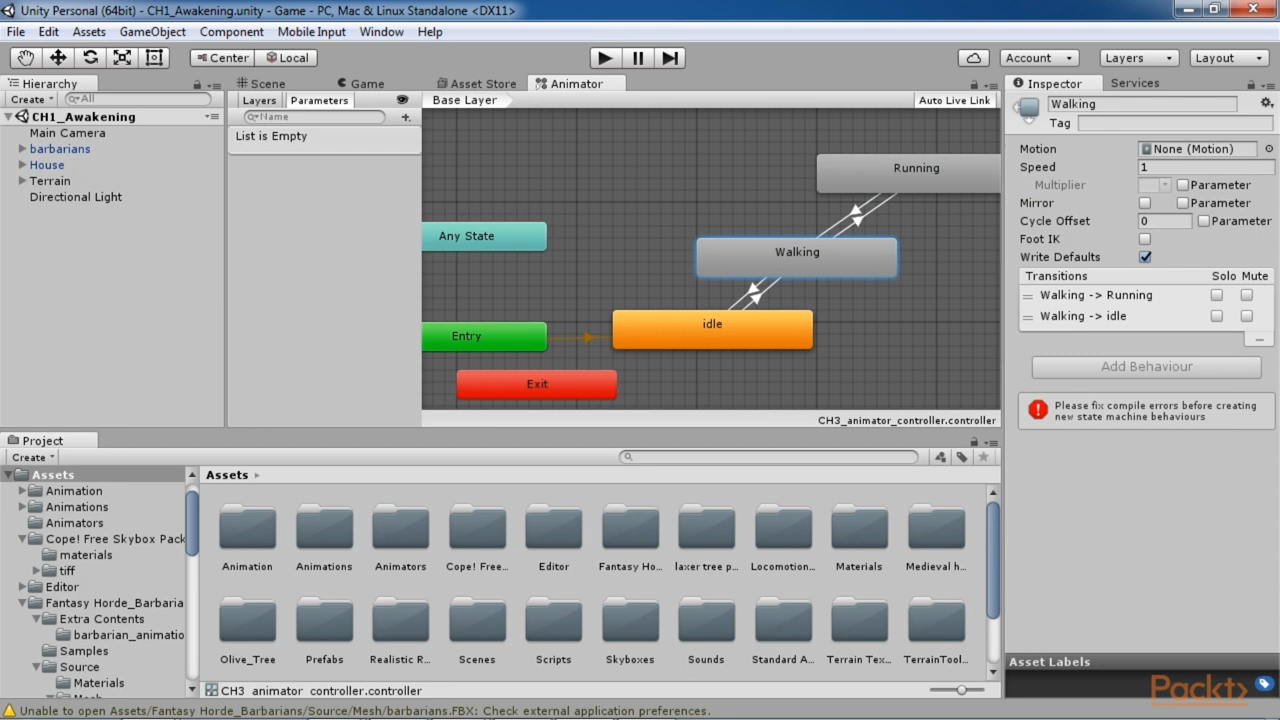 Unity Personal (64bit) - CH1_Awakening.unity - Game - PC, Mac & Linux Standalone <DX11>
File Edit Assets GameObject Component Mobile Input Window Help
Center Local Account Layers Layout
Hierarchy
Create All
CH1_Awakening
Main Camera
barbarians
House
Terrain
Directional Light
Scene Game Asset Store Animator
Layers Parameters Base Layer Auto Live Link
Name
List is Empty
Running
Any State
Walking
idle
Entry
Exit
CH3_animator_controller.controller
Inspector Services
Walking
Tag
Motion None (Motion)
Speed 1
Multiplier Parameter
Mirror Parameter
Cycle Offset 0 Parameter
Foot IK
Write Defaults
Transitions Solo Mute
Walking -> Running
Walking -> idle
Add Behaviour
Please fix compile errors before creating
new state machine behaviours
Project
Create
Assets
Animation
Animations
Animators
Cope! Free Skybox Pack
materials
tiff
Editor
Fantasy Horde_Barbaria
Extra Contents
barbarian_animatio
Samples
Source
Materials
Mesh
Assets
Animation Animations Animators Cope! Free... Editor Fantasy Ho... laxer tree p... Locomotion... Materials Medieval h...
Olive_Tree Prefabs Realistic R... Scenes Scripts Skyboxes Sounds Standard A... Terrain Tex... TerrainTool...
CH3_animator_controller.controller
Asset Labels
Packt>
Unable to open Assets/Fantasy Horde_Barbarians/Source/Mesh/barbarians.FBX: Check external application preferences.